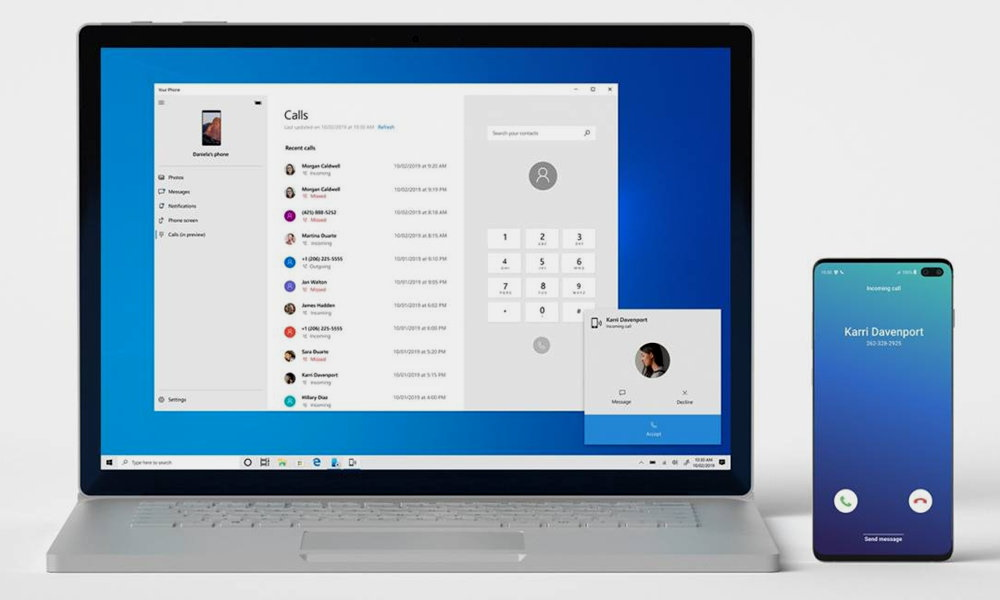 Your Phone
Daniela's phone
Photos
Messages
Notifications
Phone screen
Calls (in preview)
Settings
Calls
Last updated on 10/02/2019 at 10:30 AM Refresh
Recent calls
Morgan Caldwell 10/02/2019 at 9:20 AM
Incoming
Morgan Caldwell 10/02/2019 at 9:19 PM
Missed
(425) 888-5252 10/02/2019 at 8:18 AM
Missed
Martina Duarte 10/02/2019 at 8:15 AM
Incoming
+1 (206) 225-5555 10/01/2019 at 9:10 PM
Outgoing
Jon Walton 10/01/2019 at 9:05 PM
Missed
James Hadden 10/01/2019 at 6:02 PM
Incoming
+1 (206) 225-5555 10/01/2019 at 6:00 PM
Incoming
Sara Duarte 10/01/2019 at 5:20 PM
Missed
Karri Davenport 10/01/2019 at 5:15 PM
Incoming
Hillary Diaz 10/01/2019 at 4:00 PM
Incoming
Search your contacts
1 2 3
ABC DEF
4 5 6
GHI JKL MNO
7 8 9
PQRS TUV WXYZ
* 0 #
Karri Davenport
Incoming call
Message Decline
Accept
Type here to search
10:30 AM
10/02/2019
10:30 100%
Incoming call
Karri Davenport
262-328-2925
Send message